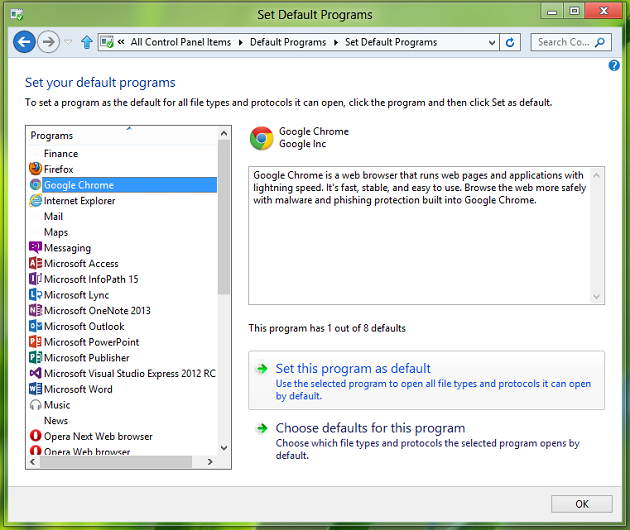 Set Default Programs
« All Control Panel Items Default Programs Set Default Programs
Search Co...
Set your default programs
To set a program as the default for all file types and protocols it can open, click the program and then click Set as default.
Programs
Finance
Firefox
Google Chrome
Internet Explorer
Mail
Maps
Messaging
Microsoft Access
Microsoft InfoPath 15
Microsoft Lync
Microsoft OneNote 2013
Microsoft Outlook
Microsoft PowerPoint
Microsoft Publisher
Microsoft Visual Studio Express 2012 RC
Microsoft Word
Music
News
Opera Next Web browser
Opera Web browser
Google Chrome
Google Inc
Google Chrome is a web browser that runs web pages and applications with
lightning speed. It's fast, stable, and easy to use. Browse the web more safely
with malware and phishing protection built into Google Chrome.
This program has 1 out of 8 defaults
Set this program as default
Use the selected program to open all file types and protocols it can open
by default.
Choose defaults for this program
Choose which file types and protocols the selected program opens by
default.
OK